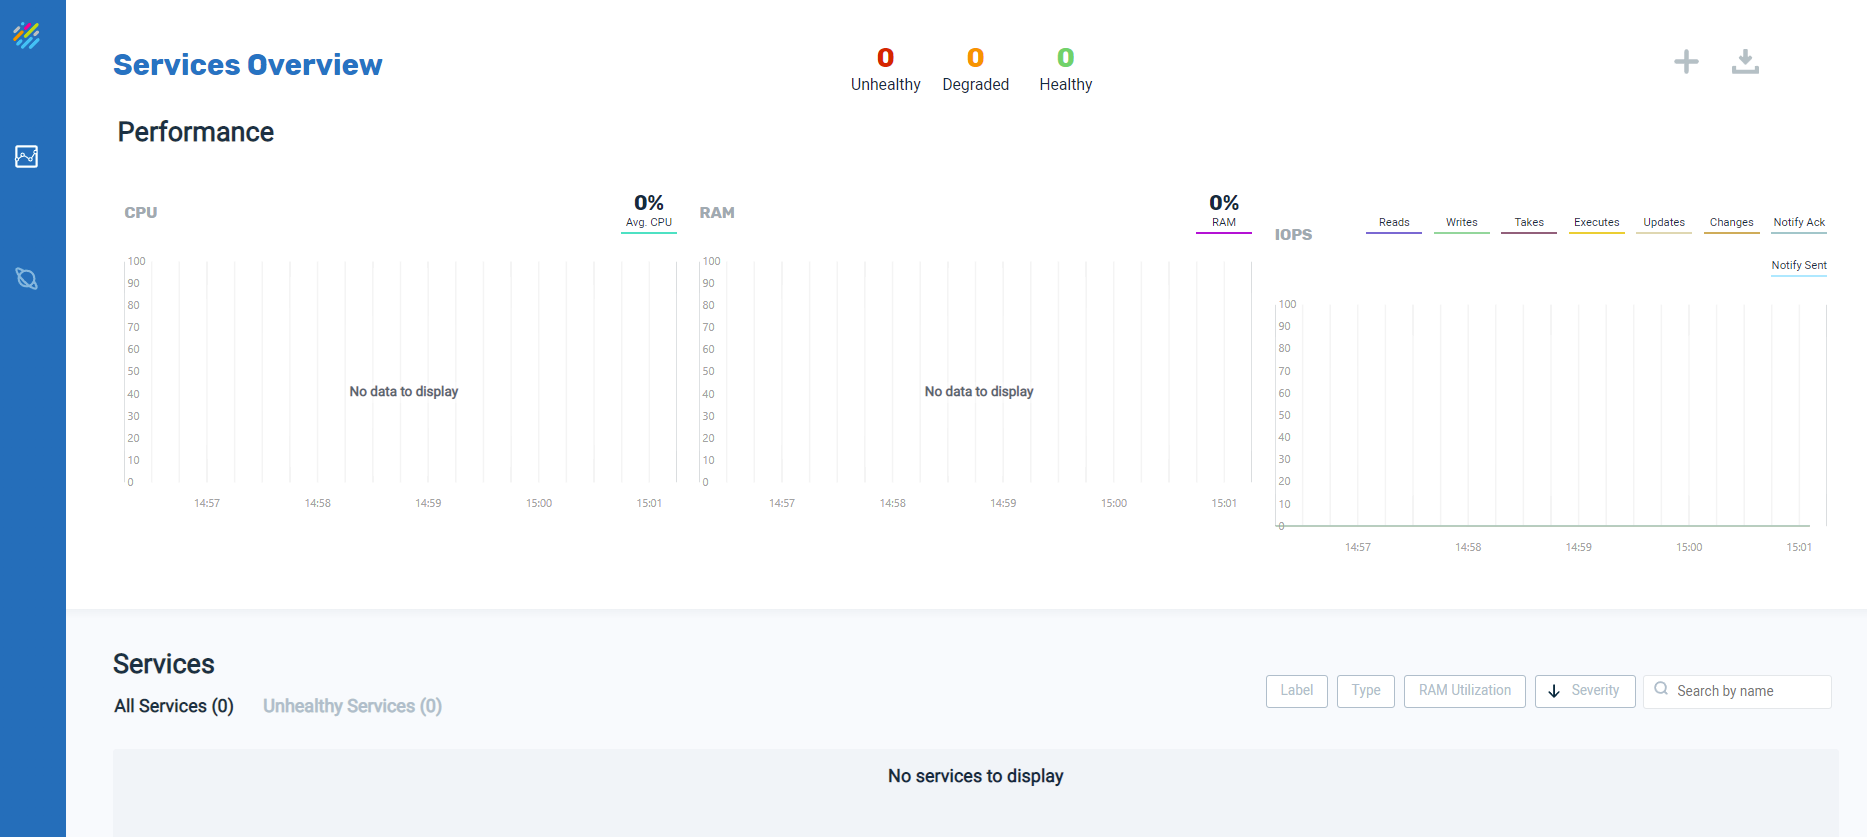 Services Overview
0 0 0
Unhealthy Degraded Healthy
Performance
CPU
0%
Avg. CPU
100
90
80
70
60
50
40
30
20
10
0
No data to display
14:57 14:58 14:59 15:00 15:01
RAM
0%
RAM
100
90
80
70
60
50
40
30
20
10
0
No data to display
14:57 14:58 14:59 15:00 15:01
IOPS
Reads Writes Takes Executes Updates Changes Notify Ack
Notify Sent
100
90
80
70
60
50
40
30
20
10
0
14:57 14:58 14:59 15:00 15:01
Services
All Services (0) Unhealthy Services (0)
Label Type RAM Utilization Severity Search by name
No services to display